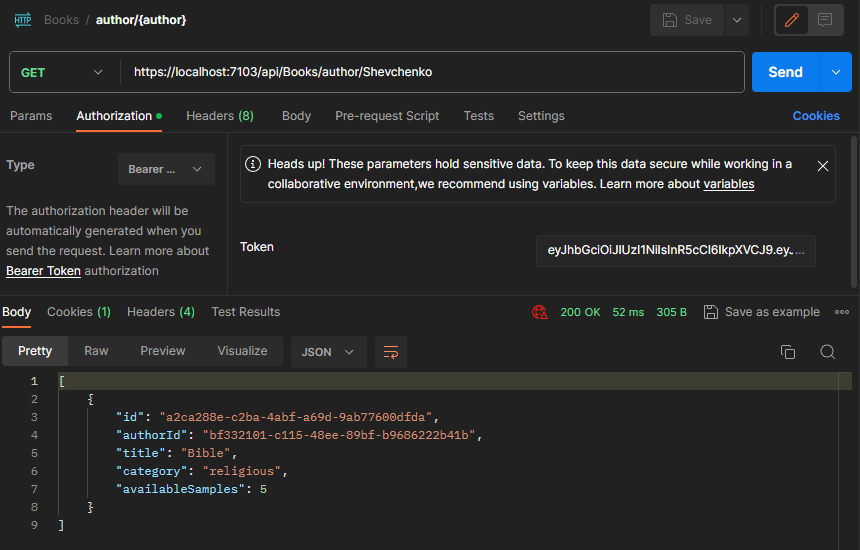 HTTP Books / author/{author} Save
GET https://localhost:7103/api/Books/author/Shevchenko Send
Params Authorization Headers (8) Body Pre-request Script Tests Settings Cookies
Type Bearer ...
The authorization header will be
automatically generated when you
send the request. Learn more about
Bearer Token authorization
Heads up! These parameters hold sensitive data. To keep this data secure while working in a
collaborative environment,we recommend using variables. Learn more about variables
Token eyJhbGciOiJIUzI1NiIsInR5cCI6IkpXVCJ9.eyJ...
Body Cookies (1) Headers (4) Test Results 200 OK 52 ms 305 B Save as example
Pretty Raw Preview Visualize JSON
1 [
2 {
3 "id": "a2ca288e-c2ba-4abf-a69d-9ab77600dfda",
4 "authorId": "bf332101-c115-48ee-89bf-b9686222b41b",
5 "title": "Bible",
6 "category": "religious",
7 "availableSamples": 5
8 }
9 ]